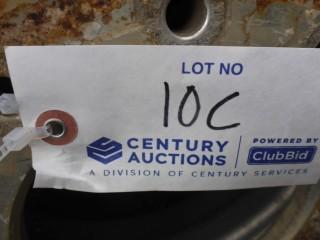 LOT NO
10C
CENTURY AUCTIONS
POWERED BY
ClubBid
A DIVISION OF CENTURY SERVICES